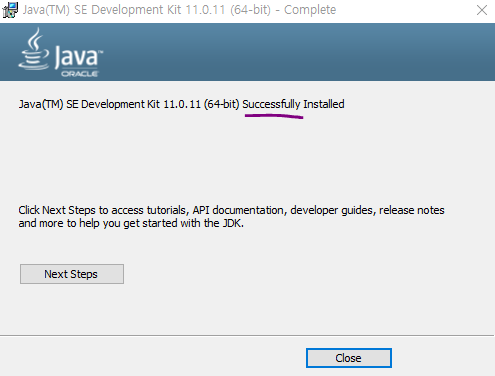 Java(TM) SE Development Kit 11.0.11 (64-bit) - Complete
Java™
ORACLE
Java(TM) SE Development Kit 11.0.11 (64-bit) Successfully Installed
Click Next Steps to access tutorials, API documentation, developer guides, release notes
and more to help you get started with the JDK.
Next Steps
Close